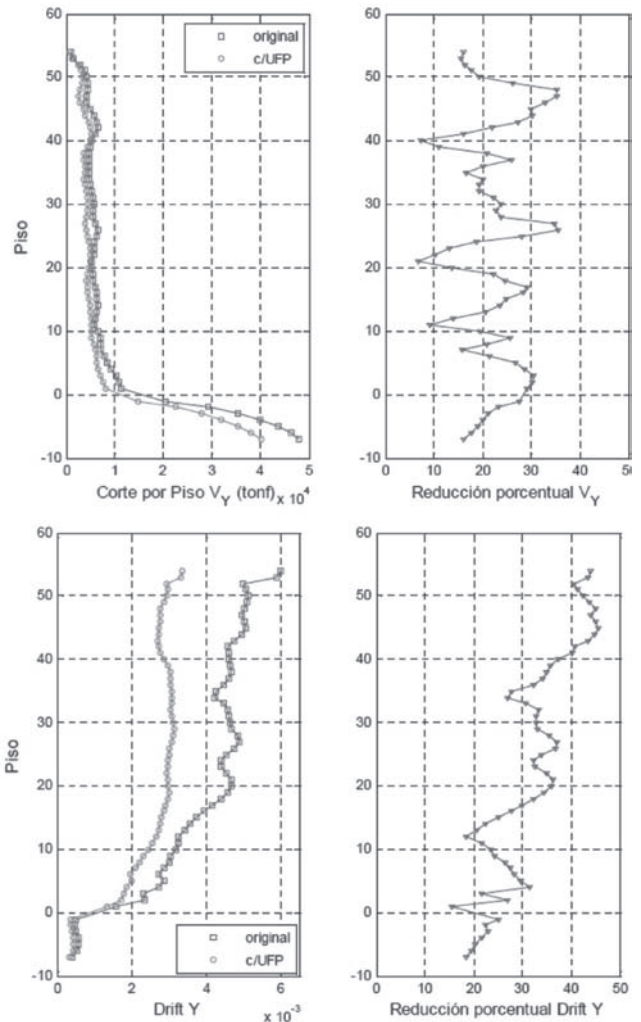 original
c/UFP
60
50
40
30
20
10
0
-10
Piso
0 1 2 3 4 5
Corte por Piso V_Y (tonf) x 10^4
60
50
40
30
20
10
0
-10
0 10 20 30 40 50
Reducción porcentual V_Y
60
50
40
30
20
10
0
-10
Piso
original
c/UFP
0 2 4 6
Drift Y
x 10^-3
60
50
40
30
20
10
0
-10
0 10 20 30 40 50
Reducción porcentual Drift Y